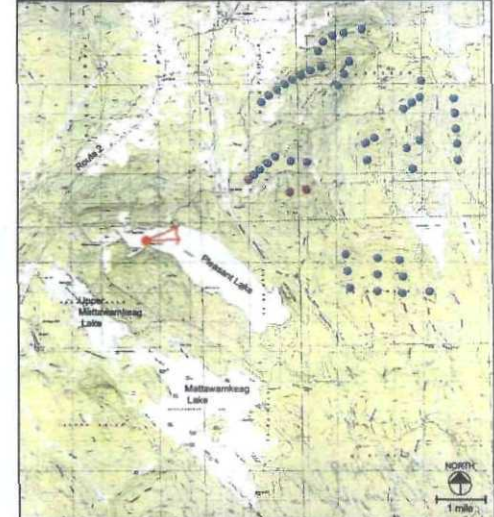 Route 2
Pleasant Lake
Upper
Mattawamkeag
Lake
Mattawamkeag
Lake
NORTH
1 mile